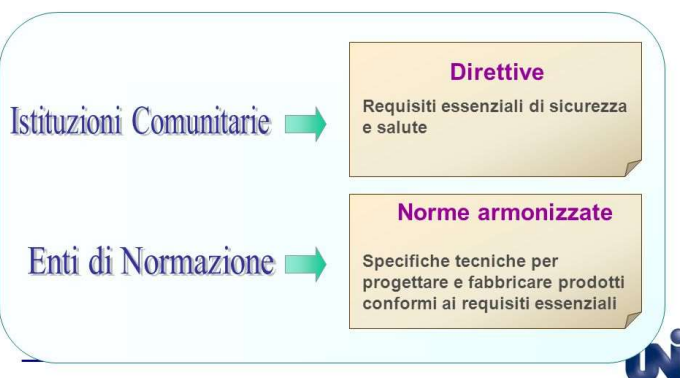 Direttive
Istituzioni Comunitarie
Requisiti essenziali di sicurezza
e salute
Norme armonizzate
Enti di Normazione
Specifiche tecniche per
progettare e fabbricare prodotti
conformi ai requisiti essenziali
UNI